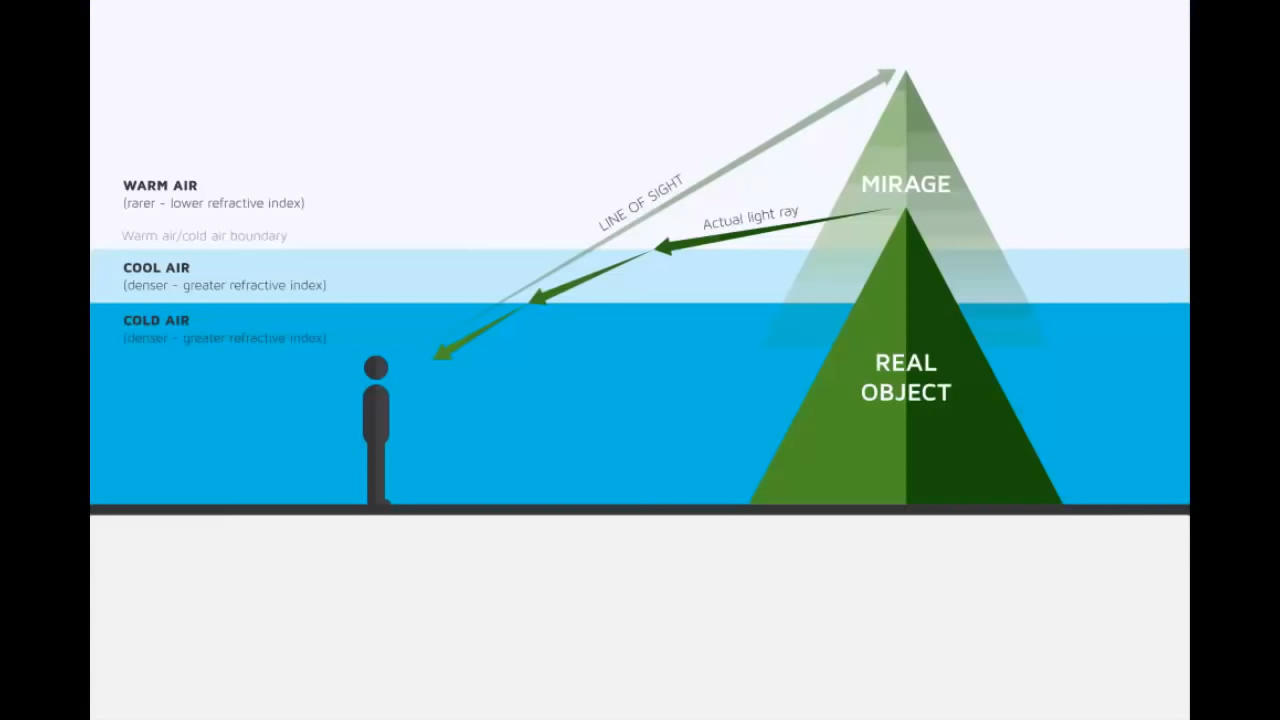 WARM AIR
(rarer - lower refractive index)
Warm air/cold air boundary
COOL AIR
(denser - greater refractive index)
COLD AIR
(denser - greater refractive index)
LINE OF SIGHT
Actual light ray
MIRAGE
REAL
OBJECT